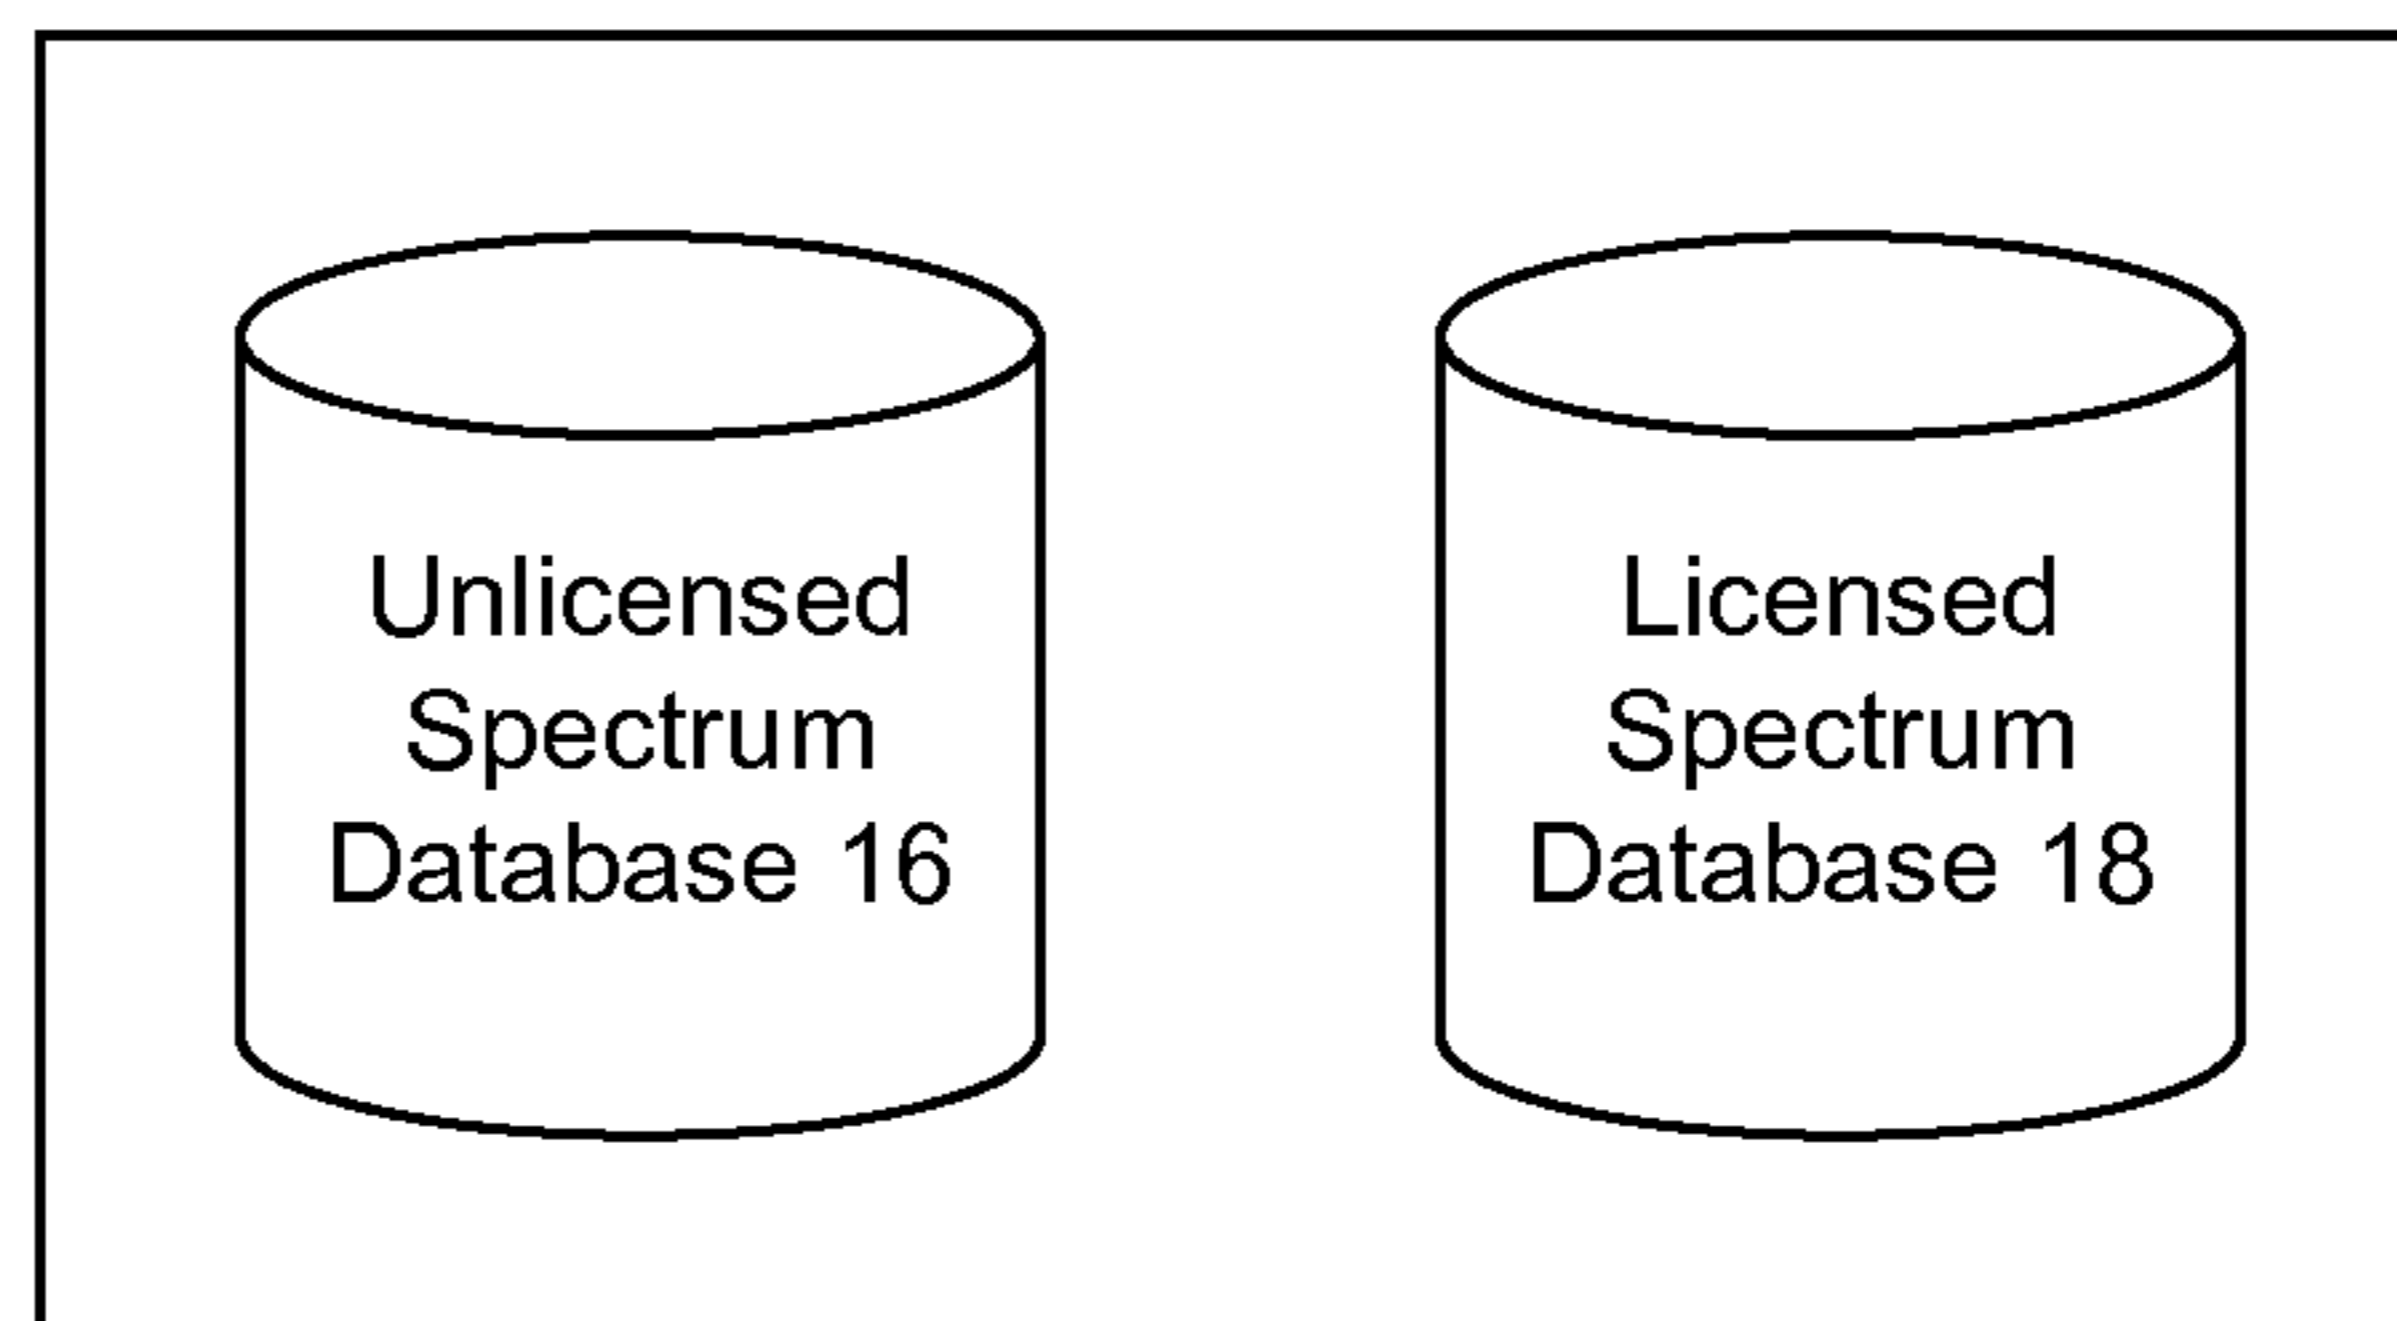 Unlicensed
Spectrum
Database 16
Licensed
Spectrum
Database 18